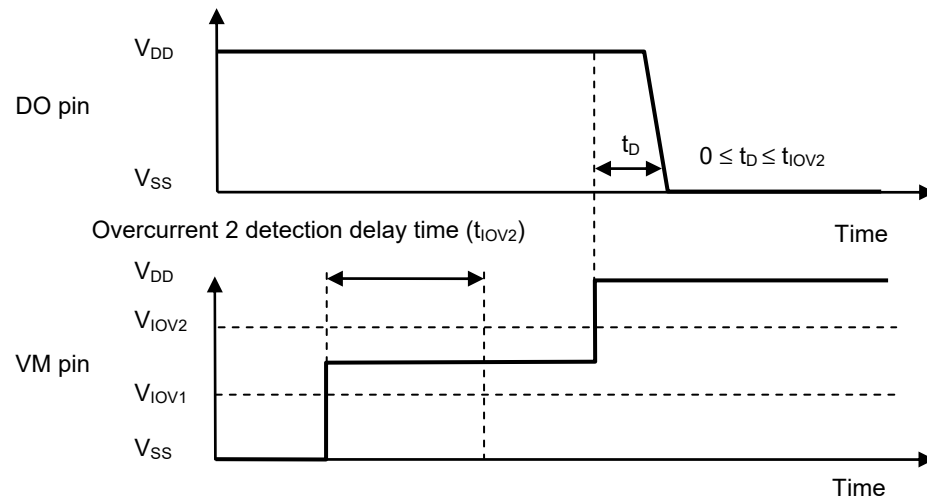 V_DD
DO pin
t_D
0 ≤ t_D ≤ t_IOV2
V_SS
Overcurrent 2 detection delay time (t_IOV2)
Time
V_DD
V_IOV2
VM pin
V_IOV1
V_SS
Time